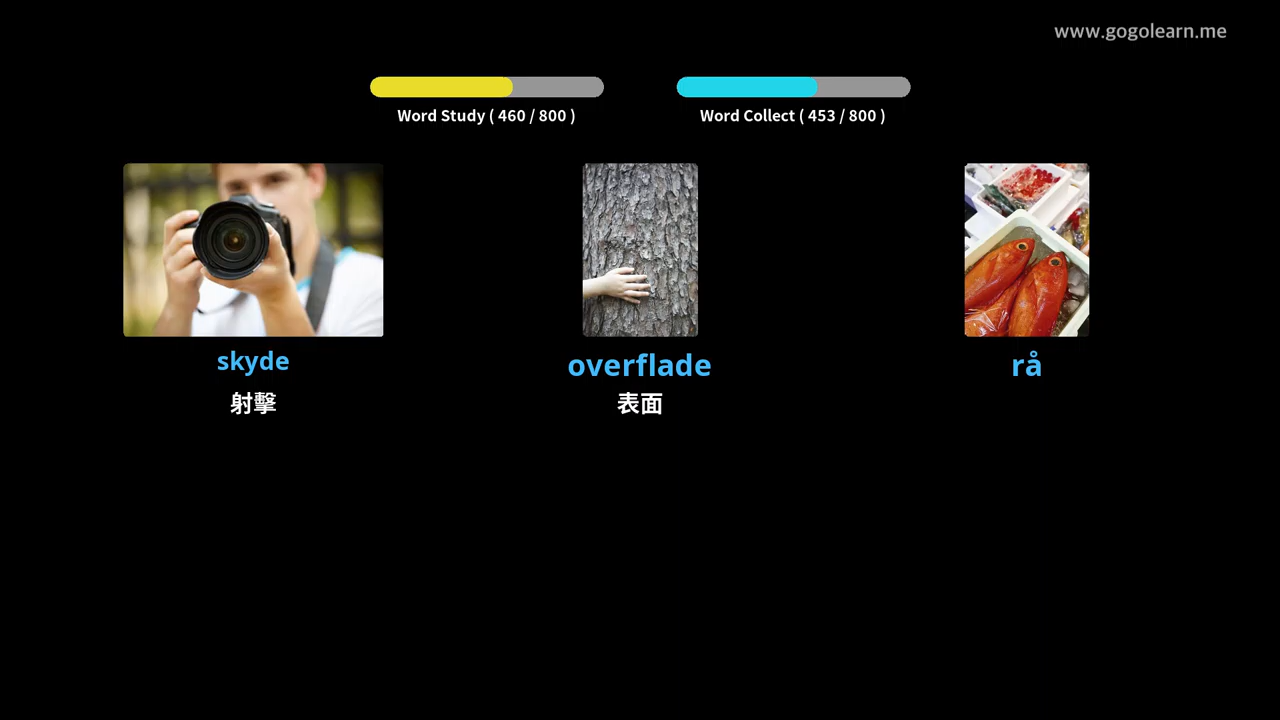 www.gogolearn.me
Word Study ( 460 / 800 )
Word Collect ( 453 / 800 )
skyde
射擊
overflade
表面
rå